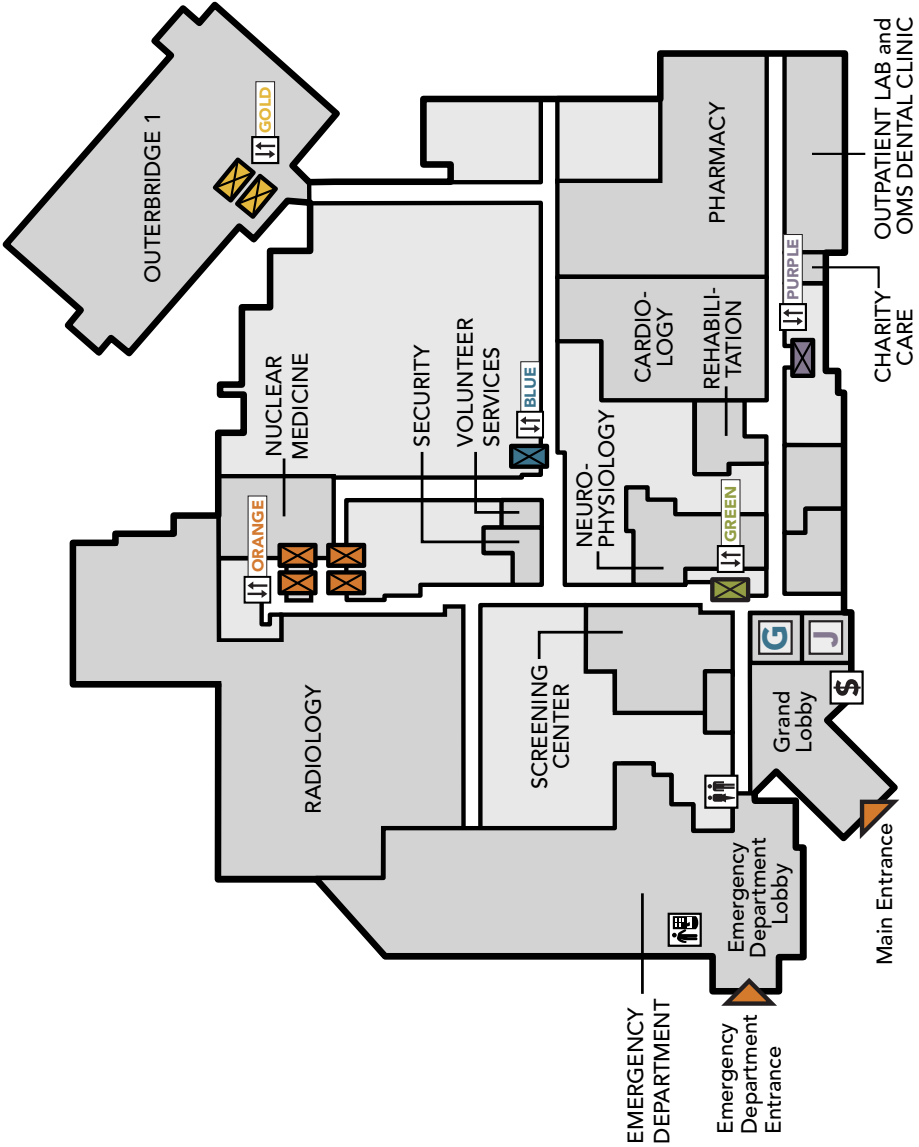 OUTERBRIDGE 1
GOLD
NUCLEAR
MEDICINE
ORANGE
SECURITY
VOLUNTEER
SERVICES
BLUE
RADIOLOGY
SCREENING
CENTER
NEURO-
PHYSIOLOGY
CARDIO-
LOGY
REHABILI-
TATION
PHARMACY
GREEN
PURPLE
OUTPATIENT LAB and
OMS DENTAL CLINIC
CHARITY
CARE
G
J
$
Grand
Lobby
Main Entrance
Emergency
Department
Lobby
EMERGENCY
DEPARTMENT
Emergency
Department
Entrance